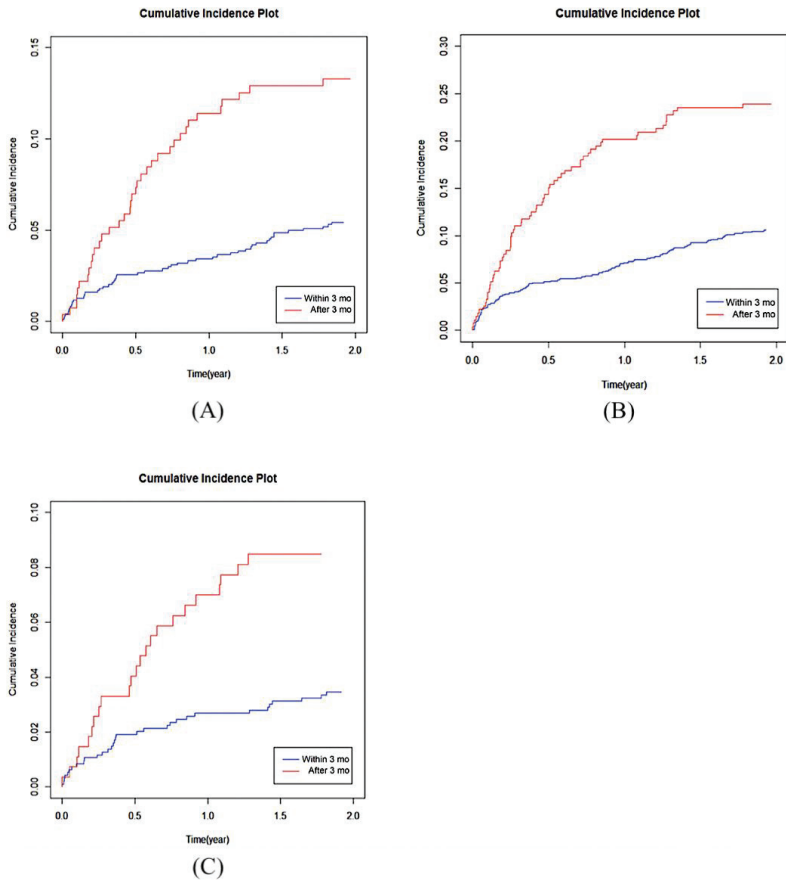 Cumulative Incidence Plot
0.15
0.10
0.05
0.00
Cumulative Incidence
Within 3 mo
After 3 mo
0.0 0.5 1.0 1.5 2.0
Time(year)
(A)
Cumulative Incidence Plot
0.30
0.25
0.20
0.15
0.10
0.05
0.00
Cumulative Incidence
Within 3 mo
After 3 mo
0.0 0.5 1.0 1.5 2.0
Time(year)
(B)
Cumulative Incidence Plot
0.10
0.08
0.06
0.04
0.02
0.00
Cumulative Incidence
Within 3 mo
After 3 mo
0.0 0.5 1.0 1.5 2.0
Time(year)
(C)